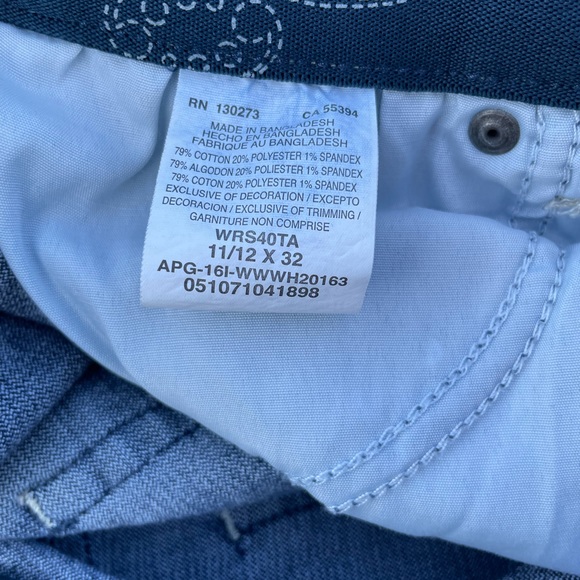 RN 130273 CA 55394
MADE IN BANGLADESH
HECHO EN BANGLADESH
FABRIQUE AU BANGLADESH
79% COTTON 20% POLYESTER 1% SPANDEX
79% ALGODON 20% POLYESTER 1% SPANDEX
79% COTON 20% POLYESTER 1% SPANDEX
EXCLUSIVE OF DECORATION / EXCEPTO
DECORACION / EXCLUSIVE OF TRIMMING /
GARNITURE NON COMPRISE
WRS40TA
11/12 X 32
APG-16I-WWWH20163
051071041898